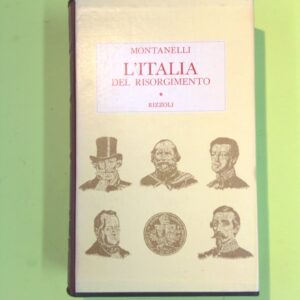 MONTANELLI
L'ITALIA
DEL RISORGIMENTO
RIZZOLI